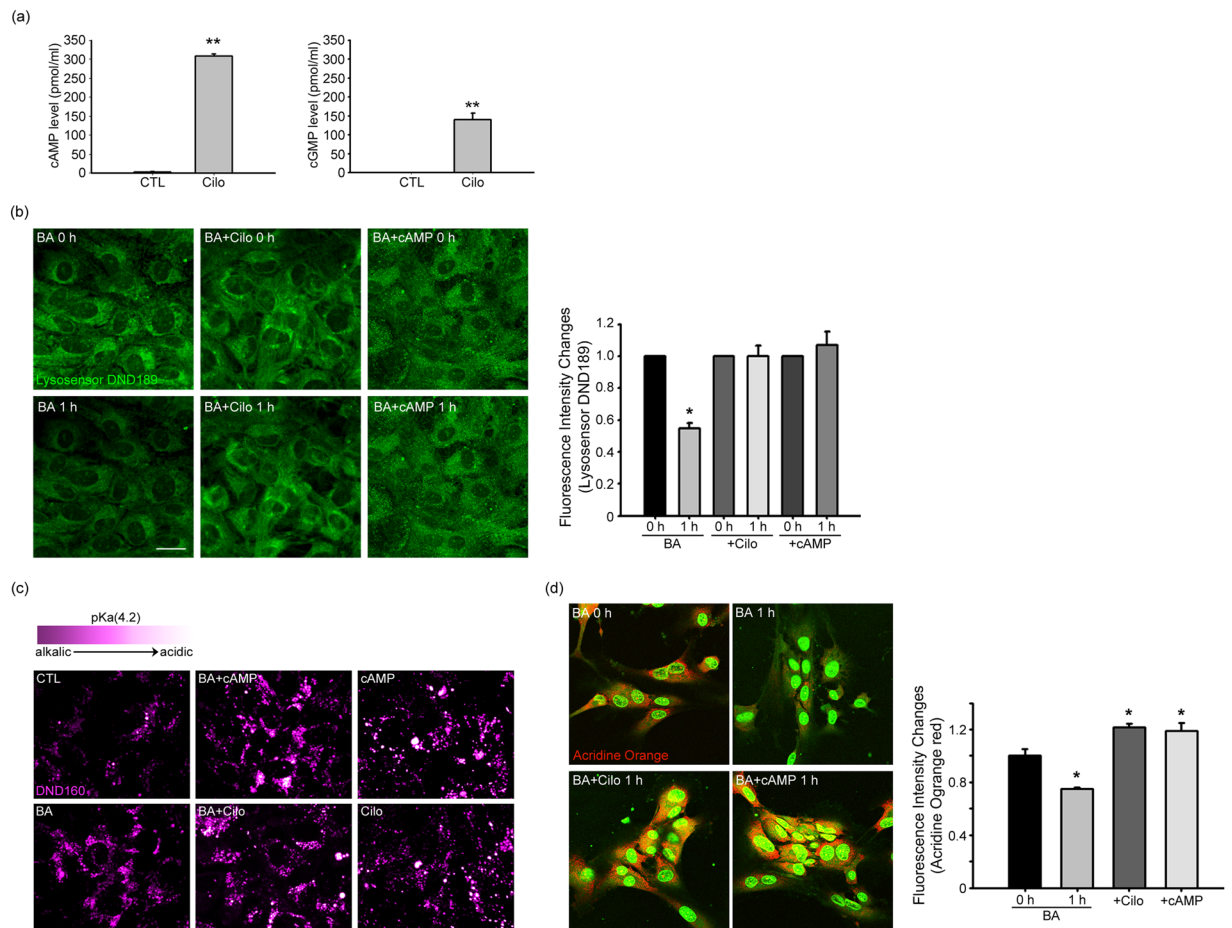 (a)
350
300
250
200
150
100
50
0
cAMP level (pmol/ml)
**
CTL
Cilo
350
300
250
200
150
100
50
0
cGMP level (pmol/ml)
**
CTL
Cilo
(b)
BA 0 h
BA+Cilo 0 h
BA+cAMP 0 h
Lysosensor DND189
BA 1 h
BA+Cilo 1 h
BA+cAMP 1 h
Fluorescence Intensity Changes
(Lysosensor DND189)
1.2
1.0
0.8
0.6
0.4
0.2
0
*
0 h
1 h
0 h
1 h
0 h
1 h
BA
+Cilo
+cAMP
(c)
pKa(4.2)
alkalic
acidic
CTL
BA+cAMP
cAMP
DND160
BA
BA+Cilo
Cilo
(d)
BA 0 h
BA 1 h
Acridine Orange
BA+Cilo 1 h
BA+cAMP 1 h
Fluorescence Intensity Changes
(Acridine Ogrange red)
1.2
0.8
0.4
0
*
*
*
0 h
1 h
+Cilo
+cAMP
BA